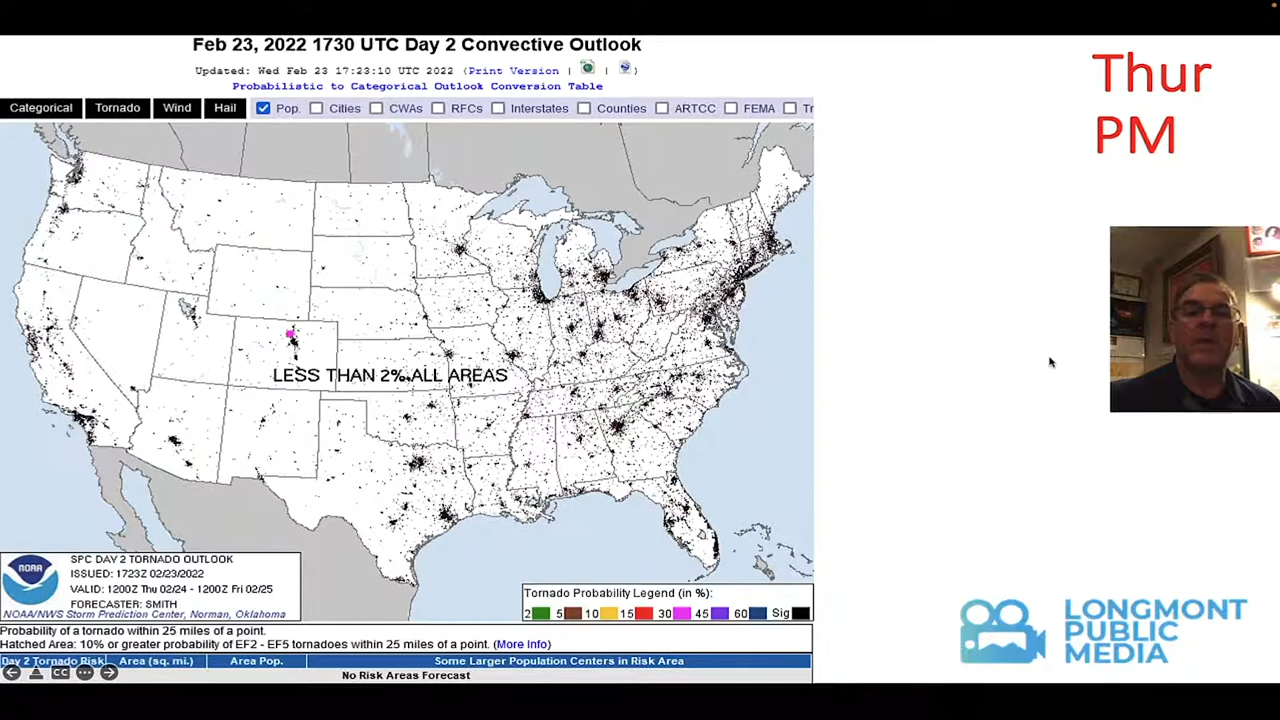 Feb 23, 2022 1730 UTC Day 2 Convective Outlook
Updated: Wed Feb 23 17:23:10 UTC 2022 (Print Version | | )
Probabilistic to Categorical Outlook Conversion Table
Categorical Tornado Wind Hail Pop. Cities CWAs RFCs Interstates Counties ARTCC FEMA Tr
Thur
PM
LESS THAN 2% ALL AREAS
NOAA
SPC DAY 2 TORNADO OUTLOOK
ISSUED: 1723Z 02/23/2022
VALID: 1200Z Thu 02/24 - 1200Z Fri 02/25
FORECASTER: SMITH
NOAA/NWS Storm Prediction Center, Norman, Oklahoma
Tornado Probability Legend (in %):
2 5 10 15 30 45 60 Sig
Probability of a tornado within 25 miles of a point.
Hatched Area: 10% or greater probability of EF2 - EF5 tornadoes within 25 miles of a point. (More Info)
Day 2 Tornado Risk Area (sq. mi.) Area Pop. Some Larger Population Centers in Risk Area
No Risk Areas Forecast
CC
LONGMONT
PUBLIC
MEDIA